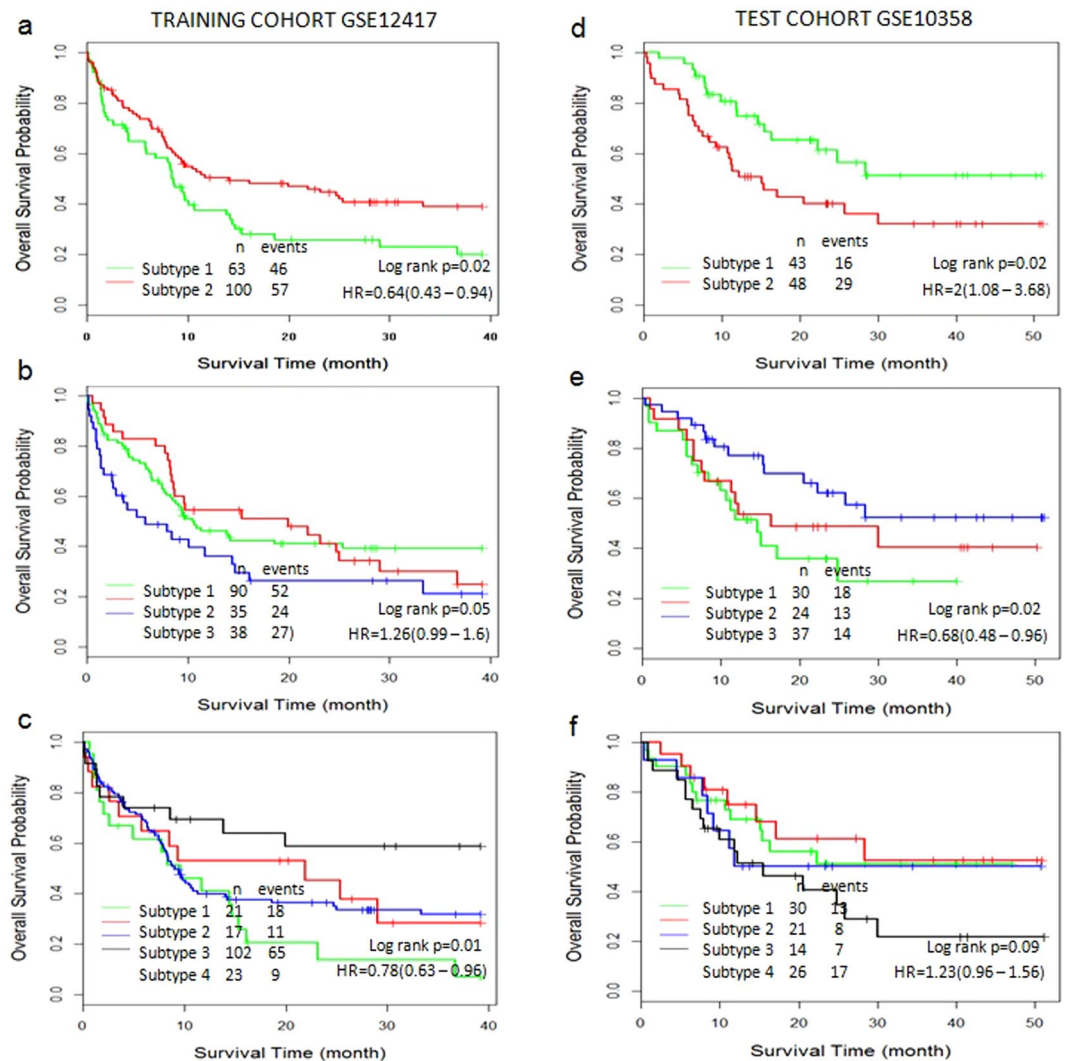 TRAINING COHORT GSE12417
TEST COHORT GSE10358
a
Overall Survival Probability
0.0 0.2 0.4 0.6 0.8 1.0
n events
Subtype 1 63 46
Subtype 2 100 57
Log rank p=0.02
HR=0.64(0.43 – 0.94)
0 10 20 30 40
Survival Time (month)
d
Overall Survival Probability
0.0 0.2 0.4 0.6 0.8 1.0
n events
Subtype 1 43 16
Subtype 2 48 29
Log rank p=0.02
HR=2(1.08 – 3.68)
0 10 20 30 40 50
Survival Time (month)
b
Overall Survival Probability
0.0 0.2 0.4 0.6 0.8 1.0
n events
Subtype 1 90 52
Subtype 2 35 24
Subtype 3 38 27)
Log rank p=0.05
HR=1.26(0.99 – 1.6)
0 10 20 30 40
Survival Time (month)
e
Overall Survival Probability
0.0 0.2 0.4 0.6 0.8 1.0
n events
Subtype 1 30 18
Subtype 2 24 13
Subtype 3 37 14
Log rank p=0.02
HR=0.68(0.48 – 0.96)
0 10 20 30 40 50
Survival Time (month)
c
Overall Survival Probability
0.0 0.2 0.4 0.6 0.8 1.0
n events
Subtype 1 21 18
Subtype 2 17 11
Subtype 3 102 65
Subtype 4 23 9
Log rank p=0.01
HR=0.78(0.63 – 0.96)
0 10 20 30 40
Survival Time (month)
f
Overall Survival Probability
0.0 0.2 0.4 0.6 0.8 1.0
n events
Subtype 1 30 13
Subtype 2 21 8
Subtype 3 14 7
Subtype 4 26 17
Log rank p=0.09
HR=1.23(0.96 – 1.56)
0 10 20 30 40 50
Survival Time (month)